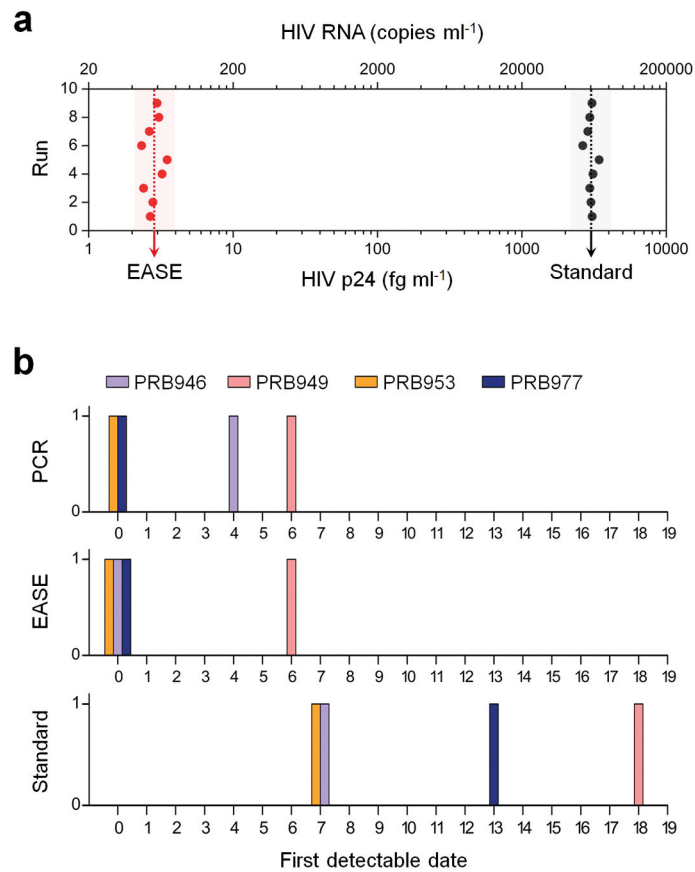 a
HIV RNA (copies ml-1)
20 200 2000 20000 200000
10
8
6
4
2
0
Run
1 10 100 1000 10000
EASE HIV p24 (fg ml-1) Standard
b
PRB946 PRB949 PRB953 PRB977
PCR
1
0
0 1 2 3 4 5 6 7 8 9 10 11 12 13 14 15 16 17 18 19
EASE
1
0
0 1 2 3 4 5 6 7 8 9 10 11 12 13 14 15 16 17 18 19
Standard
1
0
0 1 2 3 4 5 6 7 8 9 10 11 12 13 14 15 16 17 18 19
First detectable date